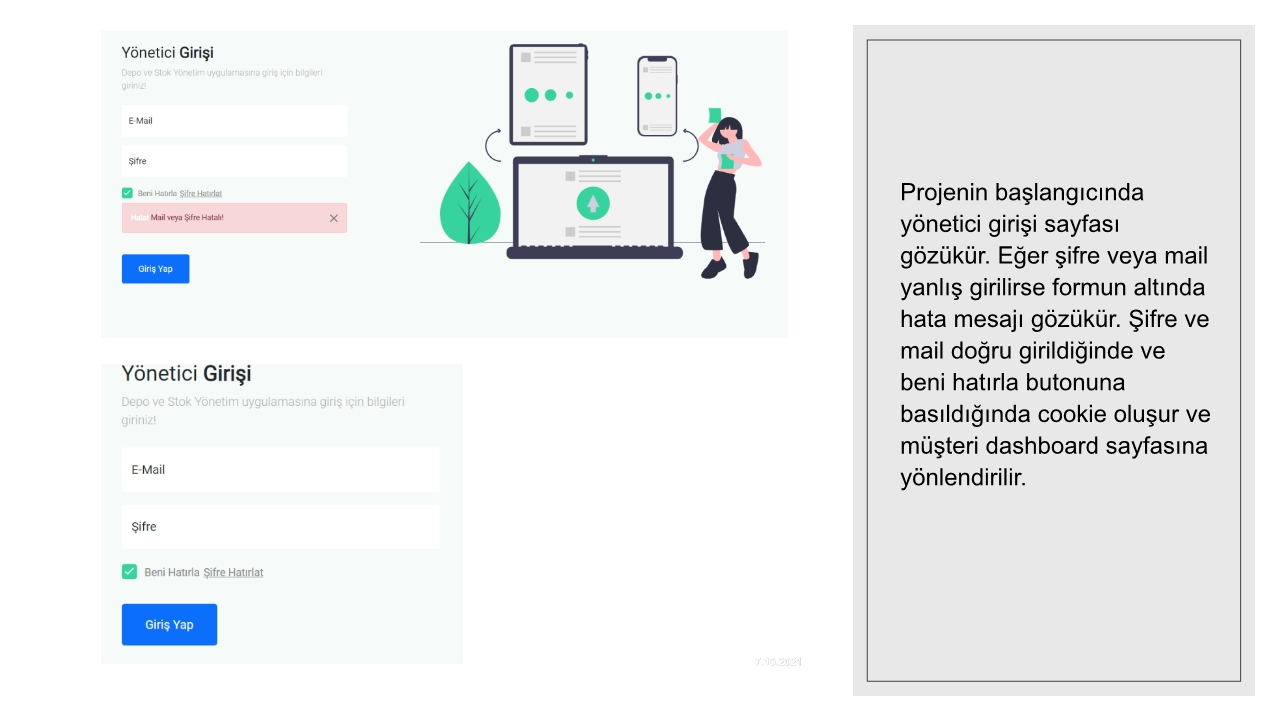 Yönetici Girişi
Depo ve Stok Yönetim uygulamasına giriş için bilgileri
giriniz!
E-Mail
Şifre
Beni Hatırla Şifre Hatırlat
Hata! Mail veya Şifre Hatalı!
Giriş Yap
Yönetici Girişi
Depo ve Stok Yönetim uygulamasına giriş için bilgileri
giriniz!
E-Mail
Şifre
Beni Hatırla Şifre Hatırlat
Giriş Yap
7.10.2021
Projenin başlangıcında
yönetici girişi sayfası
gözükür. Eğer şifre veya mail
yanlış girilirse formun altında
hata mesajı gözükür. Şifre ve
mail doğru girildiğinde ve
beni hatırla butonuna
basıldığında cookie oluşur ve
müşteri dashboard sayfasına
yönlendirilir.